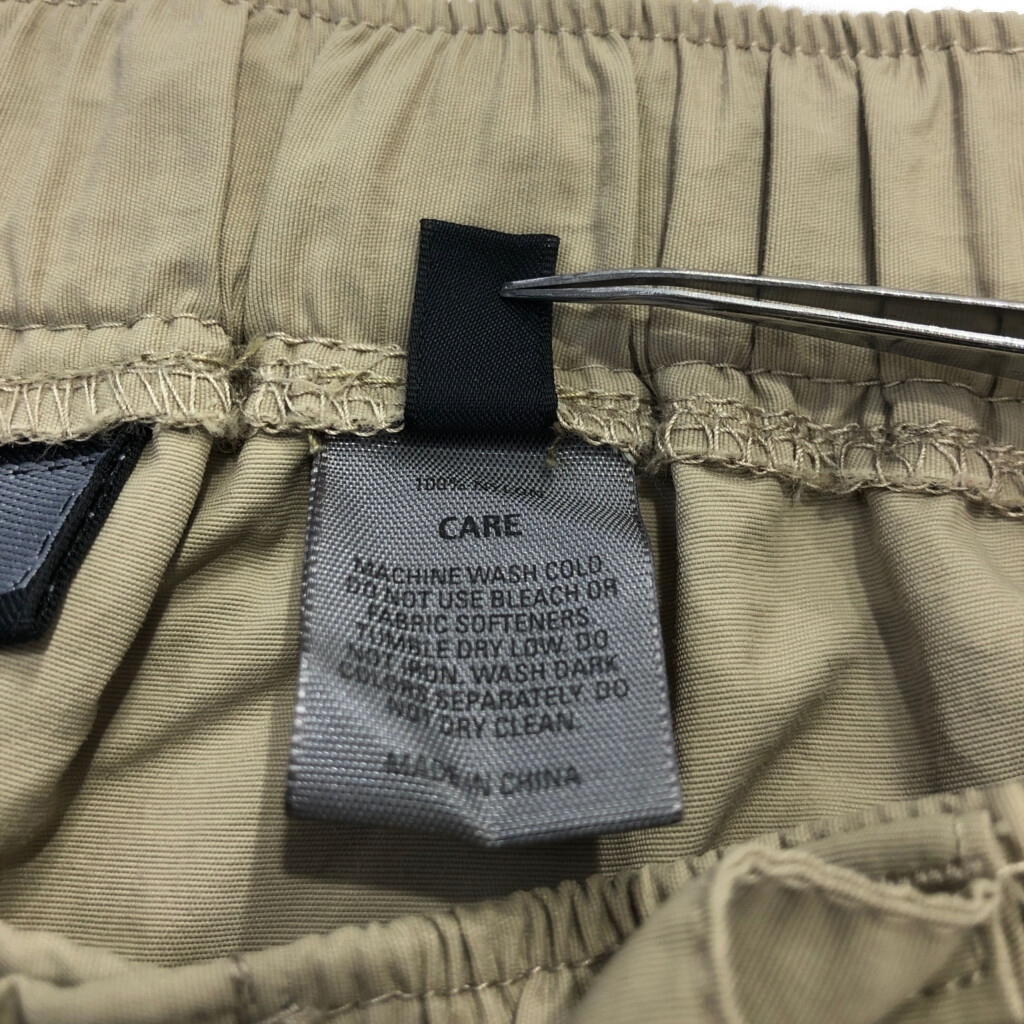 100%
CARE
MACHINE WASH COLD
DO NOT USE BLEACH OR
FABRIC SOFTENERS
TUMBLE DRY LOW. DO
NOT IRON. WASH DARK
COLORS SEPARATELY DO
NOT DRY CLEAN.
MADE IN CHINA